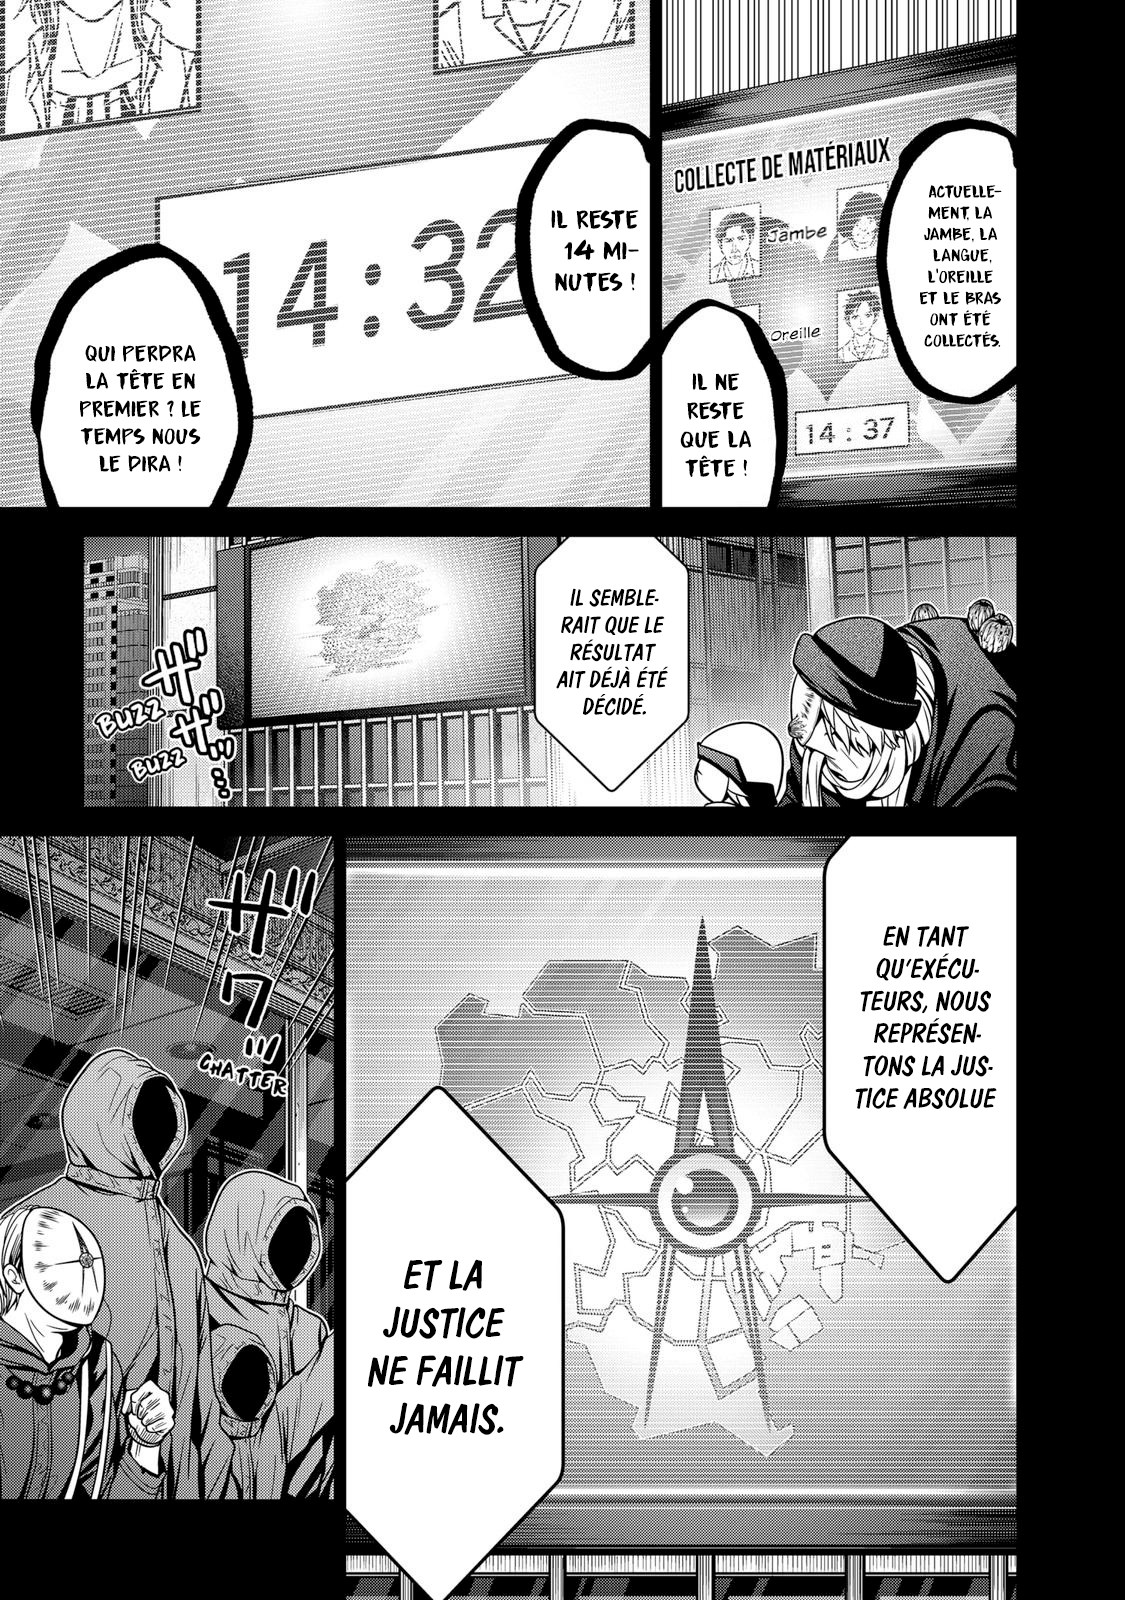 COLLECTE DE MATÉRIAUX
Jambe
Oreille
14 : 37
ACTUELLE-
MENT, LA
JAMBE, LA
LANGUE,
L'OREILLE
ET LE BRAS
ONT ÉTÉ
COLLECTÉS.
IL NE
RESTE
QUE LA
TÊTE !
IL RESTE
14 MI-
NUTES !
14:32
QUI PERDRA
LA TÊTE EN
PREMIER ? LE
TEMPS NOUS
LE DIRA !
IL SEMBLE-
RAIT QUE LE
RÉSULTAT
AIT DÉJÀ ÉTÉ
DÉCIDÉ.
ザザ
BUZZ
ザザッ...
BUZZ
EN TANT
QU'EXÉCU-
TEURS, NOUS
REPRÉSEN-
TONS LA JUS-
TICE ABSOLUE
ET LA
JUSTICE
NE FAILLIT
JAMAIS.
ザワッ
CHATTER